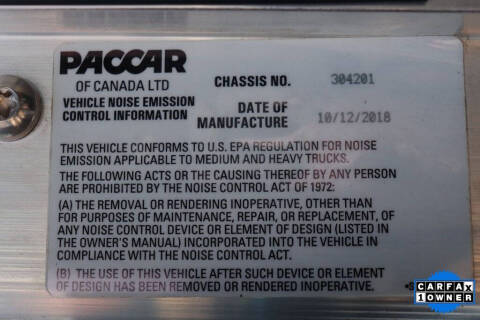 PACCAR
OF CANADA LTD
CHASSIS NO. 304201
VEHICLE NOISE EMISSION
CONTROL INFORMATION
DATE OF
MANUFACTURE 10/12/2018
THIS VEHICLE CONFORMS TO U.S. EPA REGULATION FOR NOISE
EMISSION APPLICABLE TO MEDIUM AND HEAVY TRUCKS.
THE FOLLOWING ACTS OR THE CAUSING THEREOF BY ANY PERSON
ARE PROHIBITED BY THE NOISE CONTROL ACT OF 1972:
(A) THE REMOVAL OR RENDERING INOPERATIVE, OTHER THAN
FOR PURPOSES OF MAINTENANCE, REPAIR, OR REPLACEMENT, OF
ANY NOISE CONTROL DEVICE OR ELEMENT OF DESIGN (LISTED IN
THE OWNER'S MANUAL) INCORPORATED INTO THE VEHICLE IN
COMPLIANCE WITH THE NOISE CONTROL ACT.
(B) THE USE OF THIS VEHICLE AFTER SUCH DEVICE OR ELEMENT
OF DESIGN HAS BEEN REMOVED OR RENDERED INOPERATIVE.
CARFAX
1 OWNER